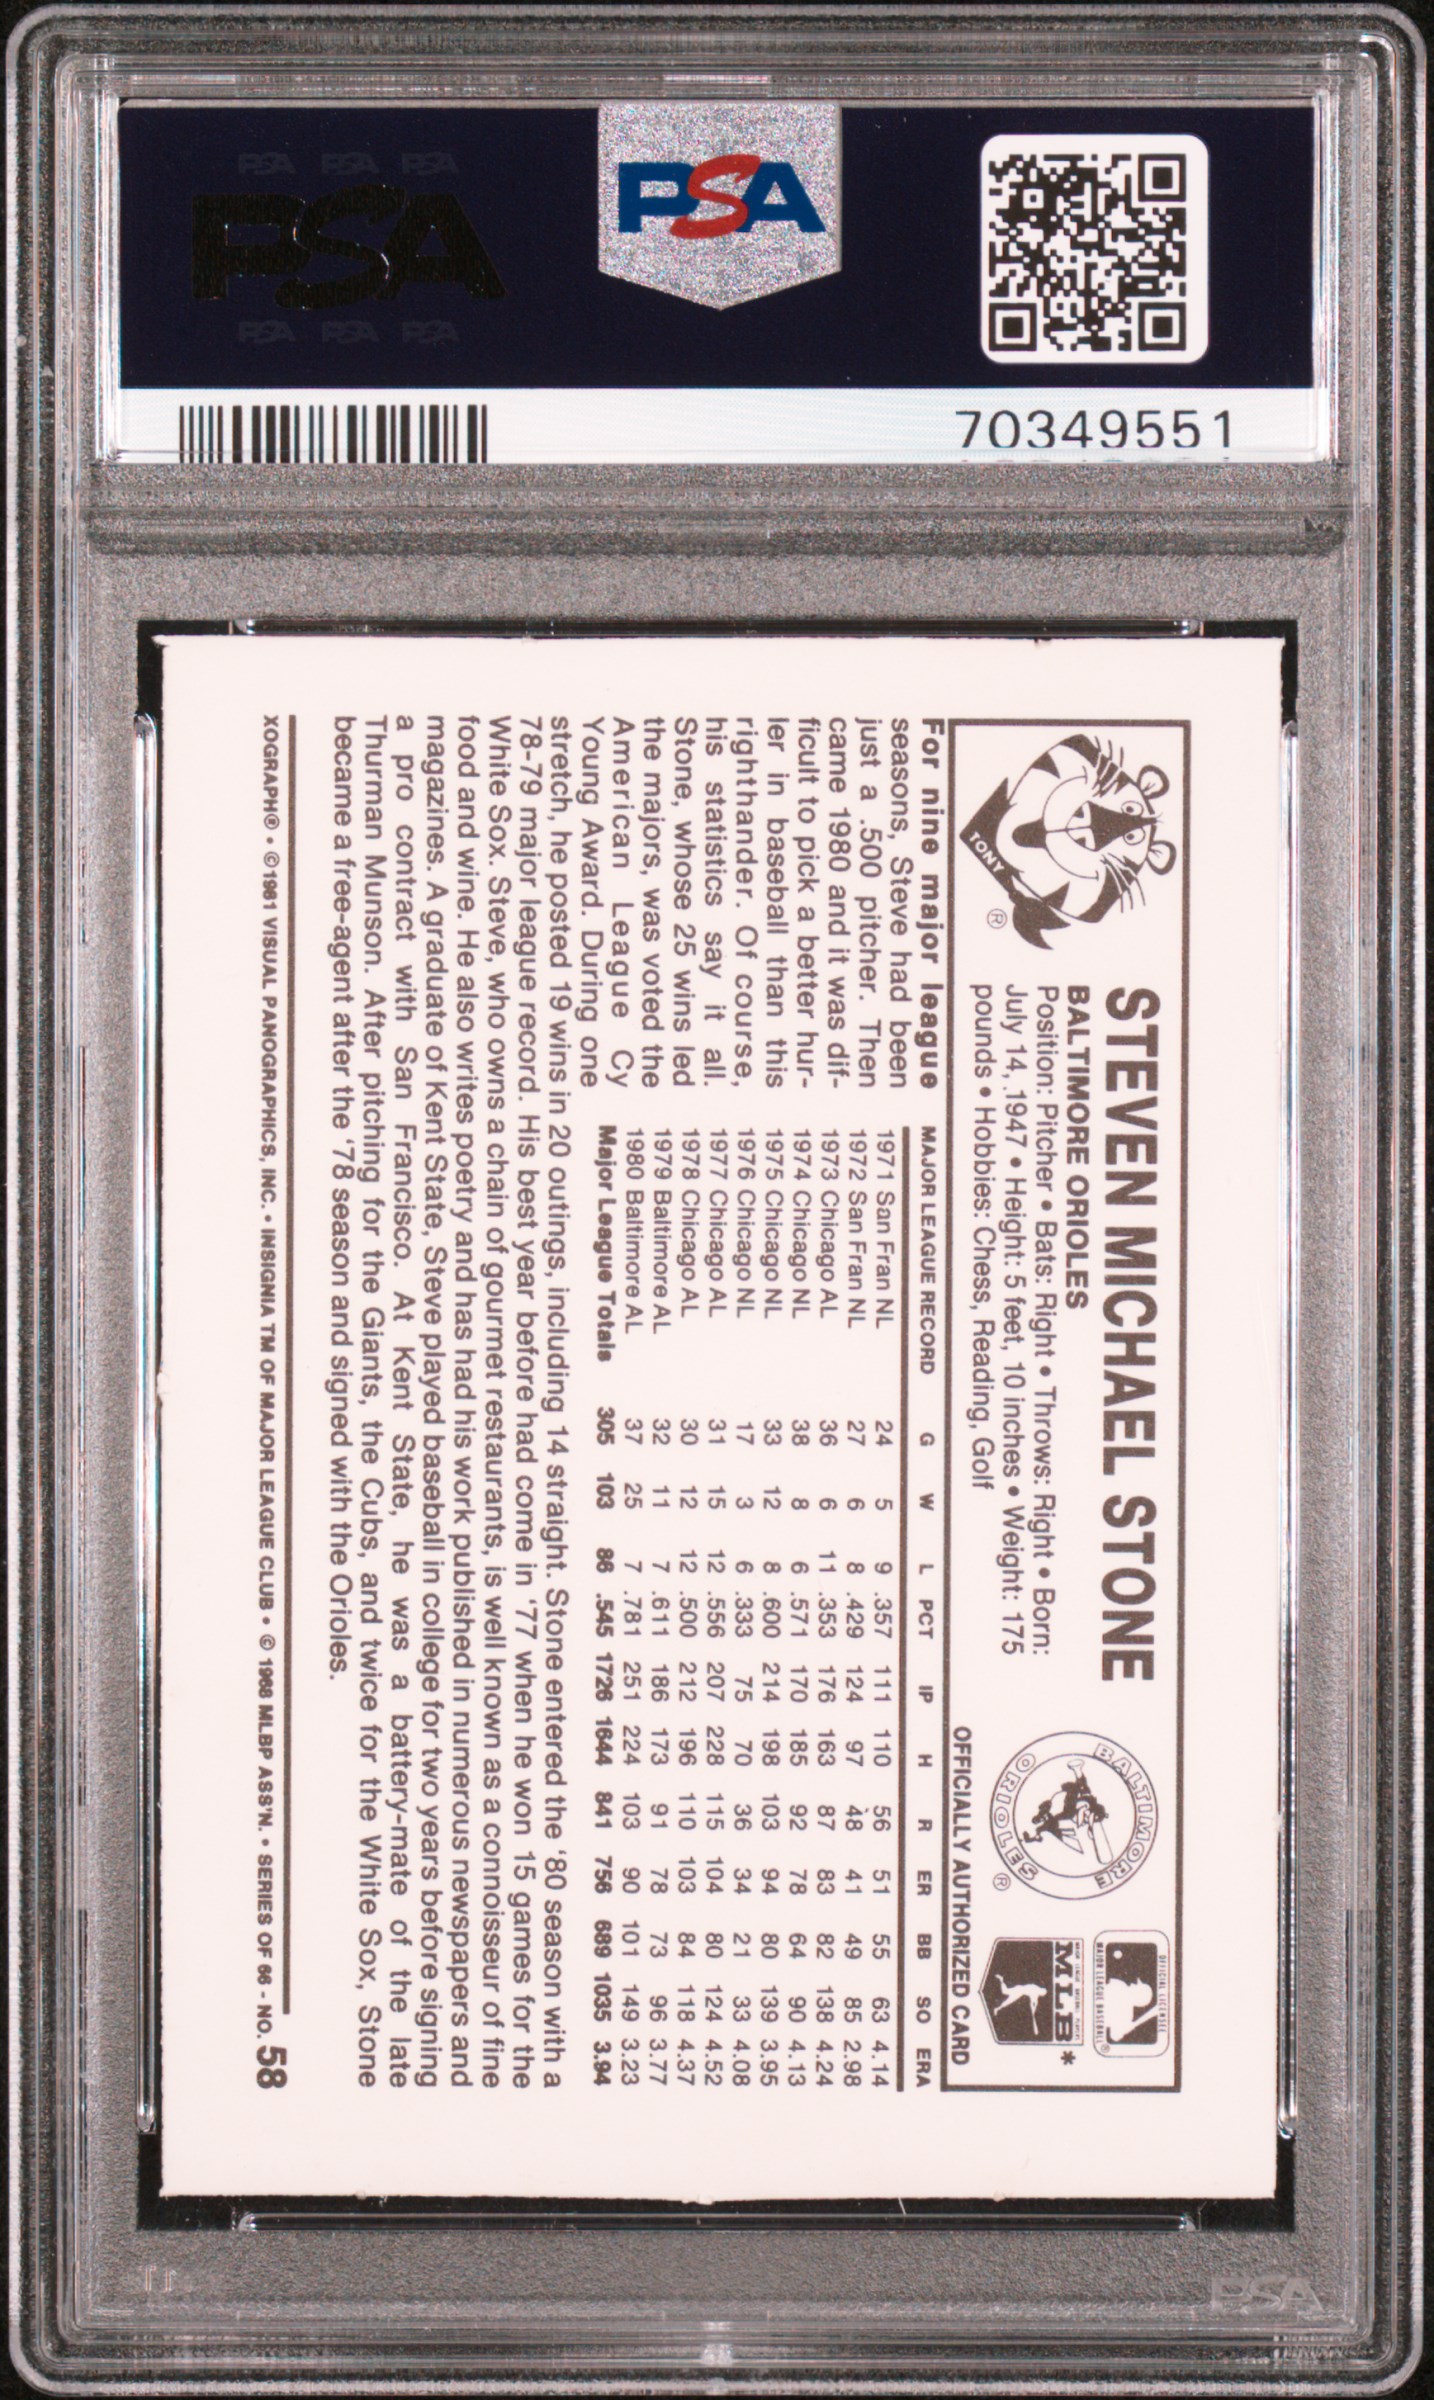 PSA PSA PSA
PSA
PSA PSA PSA
PSA
70349551
TONY
®
STEVEN MICHAEL STONE
BALTIMORE ORIOLES
Position: Pitcher • Bats: Right • Throws: Right • Born:
July 14, 1947 • Height: 5 feet, 10 inches • Weight: 175
pounds • Hobbies: Chess, Reading, Golf
BALTIMORE
ORIOLES
®
OFFICIAL LICENSEE
MAJOR LEAGUE BASEBALL®
MLB*
OFFICIALLY AUTHORIZED CARD
For nine major league
seasons, Steve had been
just a .500 pitcher. Then
came 1980 and it was dif-
ficult to pick a better hur-
ler in baseball than this
righthander. Of course,
his statistics say it all.
Stone, whose 25 wins led
the majors, was voted the
American League Cy
Young Award. During one
MAJOR LEAGUE RECORD G W L PCT IP H R ER BB SO ERA
1971 San Fran NL 24 5 9 .357 111 110 56 51 55 63 4.14
1972 San Fran NL 27 6 8 .429 124 97 48 41 49 85 2.98
1973 Chicago AL 36 6 11 .353 176 163 87 83 82 138 4.24
1974 Chicago NL 38 8 6 .571 170 185 92 78 64 90 4.13
1975 Chicago NL 33 12 8 .600 214 198 103 94 80 139 3.95
1976 Chicago NL 17 3 6 .333 75 70 36 34 21 33 4.08
1977 Chicago AL 31 15 12 .556 207 228 115 104 80 124 4.52
1978 Chicago AL 30 12 12 .500 212 196 110 103 84 118 4.37
1979 Baltimore AL 32 11 7 .611 186 173 91 78 73 96 3.77
1980 Baltimore AL 37 25 7 .781 251 224 103 90 101 149 3.23
Major League Totals 305 103 86 .545 1726 1644 841 756 689 1035 3.94
stretch, he posted 19 wins in 20 outings, including 14 straight. Stone entered the '80 season with a
78-79 major league record. His best year before had come in '77 when he won 15 games for the
White Sox. Steve, who owns a chain of gourmet restaurants, is well known as a connoisseur of fine
food and wine. He also writes poetry and has had his work published in numerous newspapers and
magazines. A graduate of Kent State, Steve played baseball in college for two years before signing
a pro contract with San Francisco. At Kent State, he was a battery-mate of the late
Thurman Munson. After pitching for the Giants, the Cubs, and twice for the White Sox, Stone
became a free-agent after the '78 season and signed with the Orioles.
XOGRAPH® • ©1981 VISUAL PANOGRAPHICS, INC. • INSIGNIA TM OF MAJOR LEAGUE CLUB • © 1968 MLBP ASS'N. • SERIES OF 66 - NO. 58
PSA